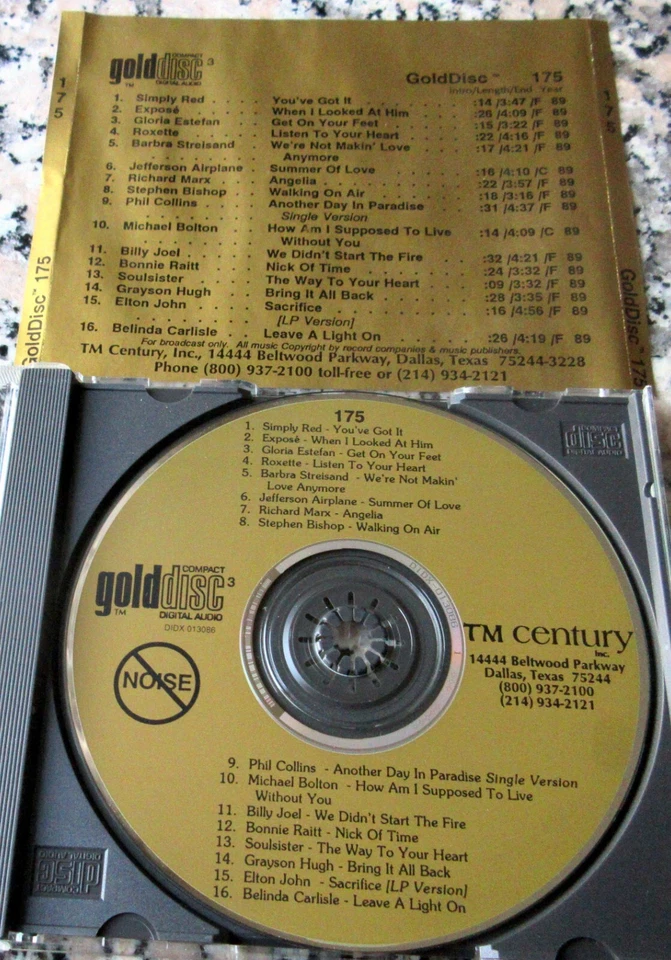 golddisc 3
COMPACT
DIGITAL AUDIO
TM
GoldDisc™ 175
Intro/Length/End Year
1. Simply Red . . . . You've Got It :14 /3:47 /F 89
2. Exposé . . . . When I Looked At Him :26 /4:09 /F 89
3. Gloria Estefan . . . . Get On Your Feet :15 /3:22 /F 89
4. Roxette . . . . Listen To Your Heart :22 /4:16 /F 89
5. Barbra Streisand . . We're Not Makin' Love :17 /4:21 /F 89
Anymore
6. Jefferson Airplane . Summer Of Love :16 /4:10 /C 89
7. Richard Marx . . . Angelia :22 /3:57 /F 89
8. Stephen Bishop . . . Walking On Air :18 /3:16 /F 89
9. Phil Collins . . . . Another Day In Paradise :31 /4:37 /F 89
Single Version
10. Michael Bolton . . . How Am I Supposed To Live :14 /4:09 /C 89
Without You
11. Billy Joel . . . . We Didn't Start The Fire :32 /4:21 /F 89
12. Bonnie Raitt . . . . Nick Of Time :24 /3:32 /F 89
13. Soulsister . . . . The Way To Your Heart :09 /3:32 /F 89
14. Grayson Hugh . . . Bring It All Back :28 /3:35 /F 89
15. Elton John . . . . Sacrifice :16 /4:56 /F 89
[LP Version]
16. Belinda Carlisle . . . Leave A Light On :26 /4:19 /F 89
For broadcast only. All music Copyright by record companies & music publishers.
TM Century, Inc., 14444 Beltwood Parkway, Dallas, Texas 75244-3228
Phone (800) 937-2100 toll-free or (214) 934-2121
175
GoldDisc™ 175
175
GoldDisc™ 175
COMPACT
disc
DIGITAL AUDIO
175
1. Simply Red - You've Got It
2. Exposé - When I Looked At Him
3. Gloria Estefan - Get On Your Feet
4. Roxette - Listen To Your Heart
5. Barbra Streisand - We're Not Makin'
Love Anymore
6. Jefferson Airplane - Summer Of Love
7. Richard Marx - Angelia
8. Stephen Bishop - Walking On Air
COMPACT
golddisc 3
TM DIGITAL AUDIO
DIDX 013086
NOISE
DIDX 013086
TM century
Inc.
14444 Beltwood Parkway
Dallas, Texas 75244
(800) 937-2100
(214) 934-2121
9. Phil Collins - Another Day In Paradise Single Version
10. Michael Bolton - How Am I Supposed To Live
Without You
11. Billy Joel - We Didn't Start The Fire
12. Bonnie Raitt - Nick Of Time
13. Soulsister - The Way To Your Heart
14. Grayson Hugh - Bring It All Back
15. Elton John - Sacrifice [LP Version]
16. Belinda Carlisle - Leave A Light On
COMPACT
disc
DIGITAL AUDIO